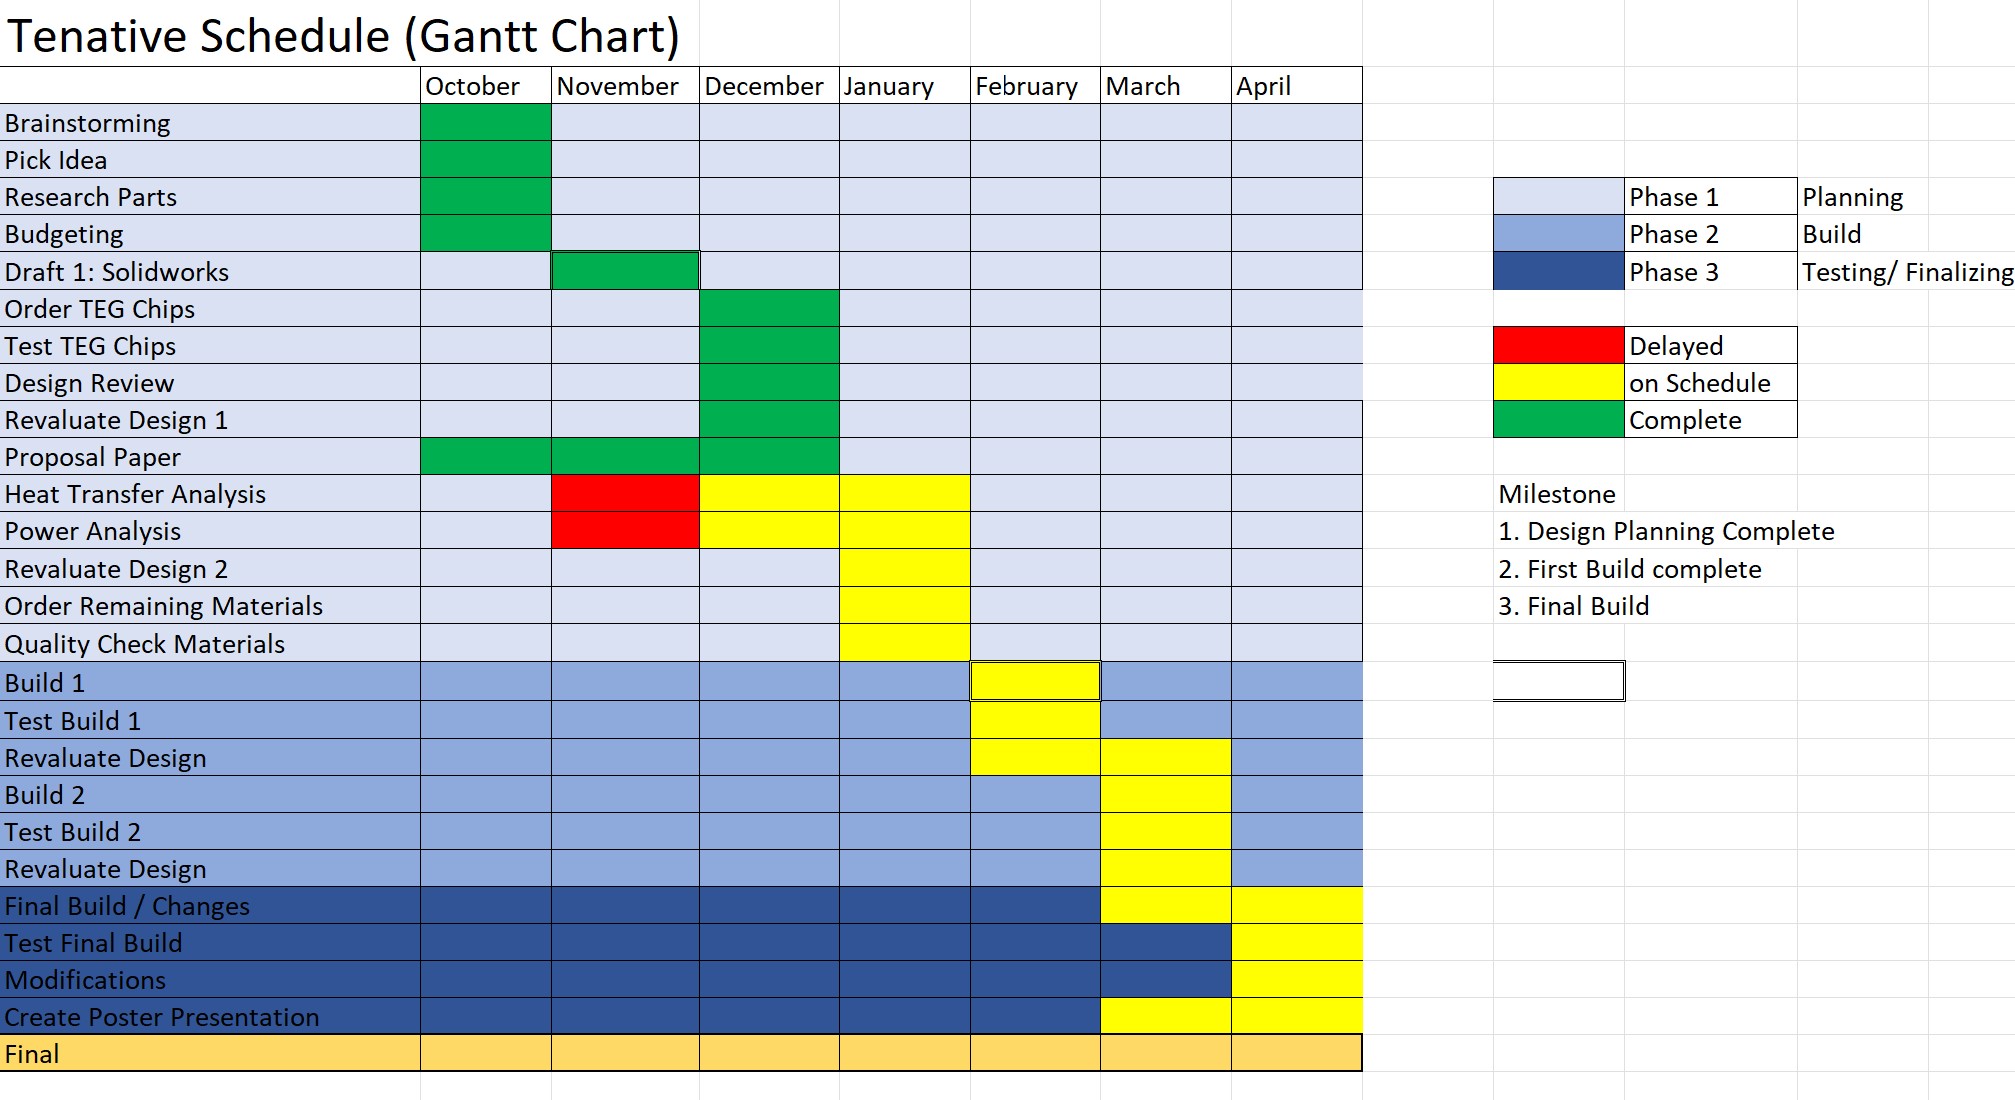 Tenative Schedule (Gantt Chart)
October November December January February March April
Brainstorming
Pick Idea
Research Parts
Budgeting
Draft 1: Solidworks
Order TEG Chips
Test TEG Chips
Design Review
Revaluate Design 1
Proposal Paper
Heat Transfer Analysis
Power Analysis
Revaluate Design 2
Order Remaining Materials
Quality Check Materials
Build 1
Test Build 1
Revaluate Design
Build 2
Test Build 2
Revaluate Design
Final Build / Changes
Test Final Build
Modifications
Create Poster Presentation
Final
Phase 1 Planning
Phase 2 Build
Phase 3 Testing/ Finalizing
Delayed
on Schedule
Complete
Milestone
1. Design Planning Complete
2. First Build complete
3. Final Build